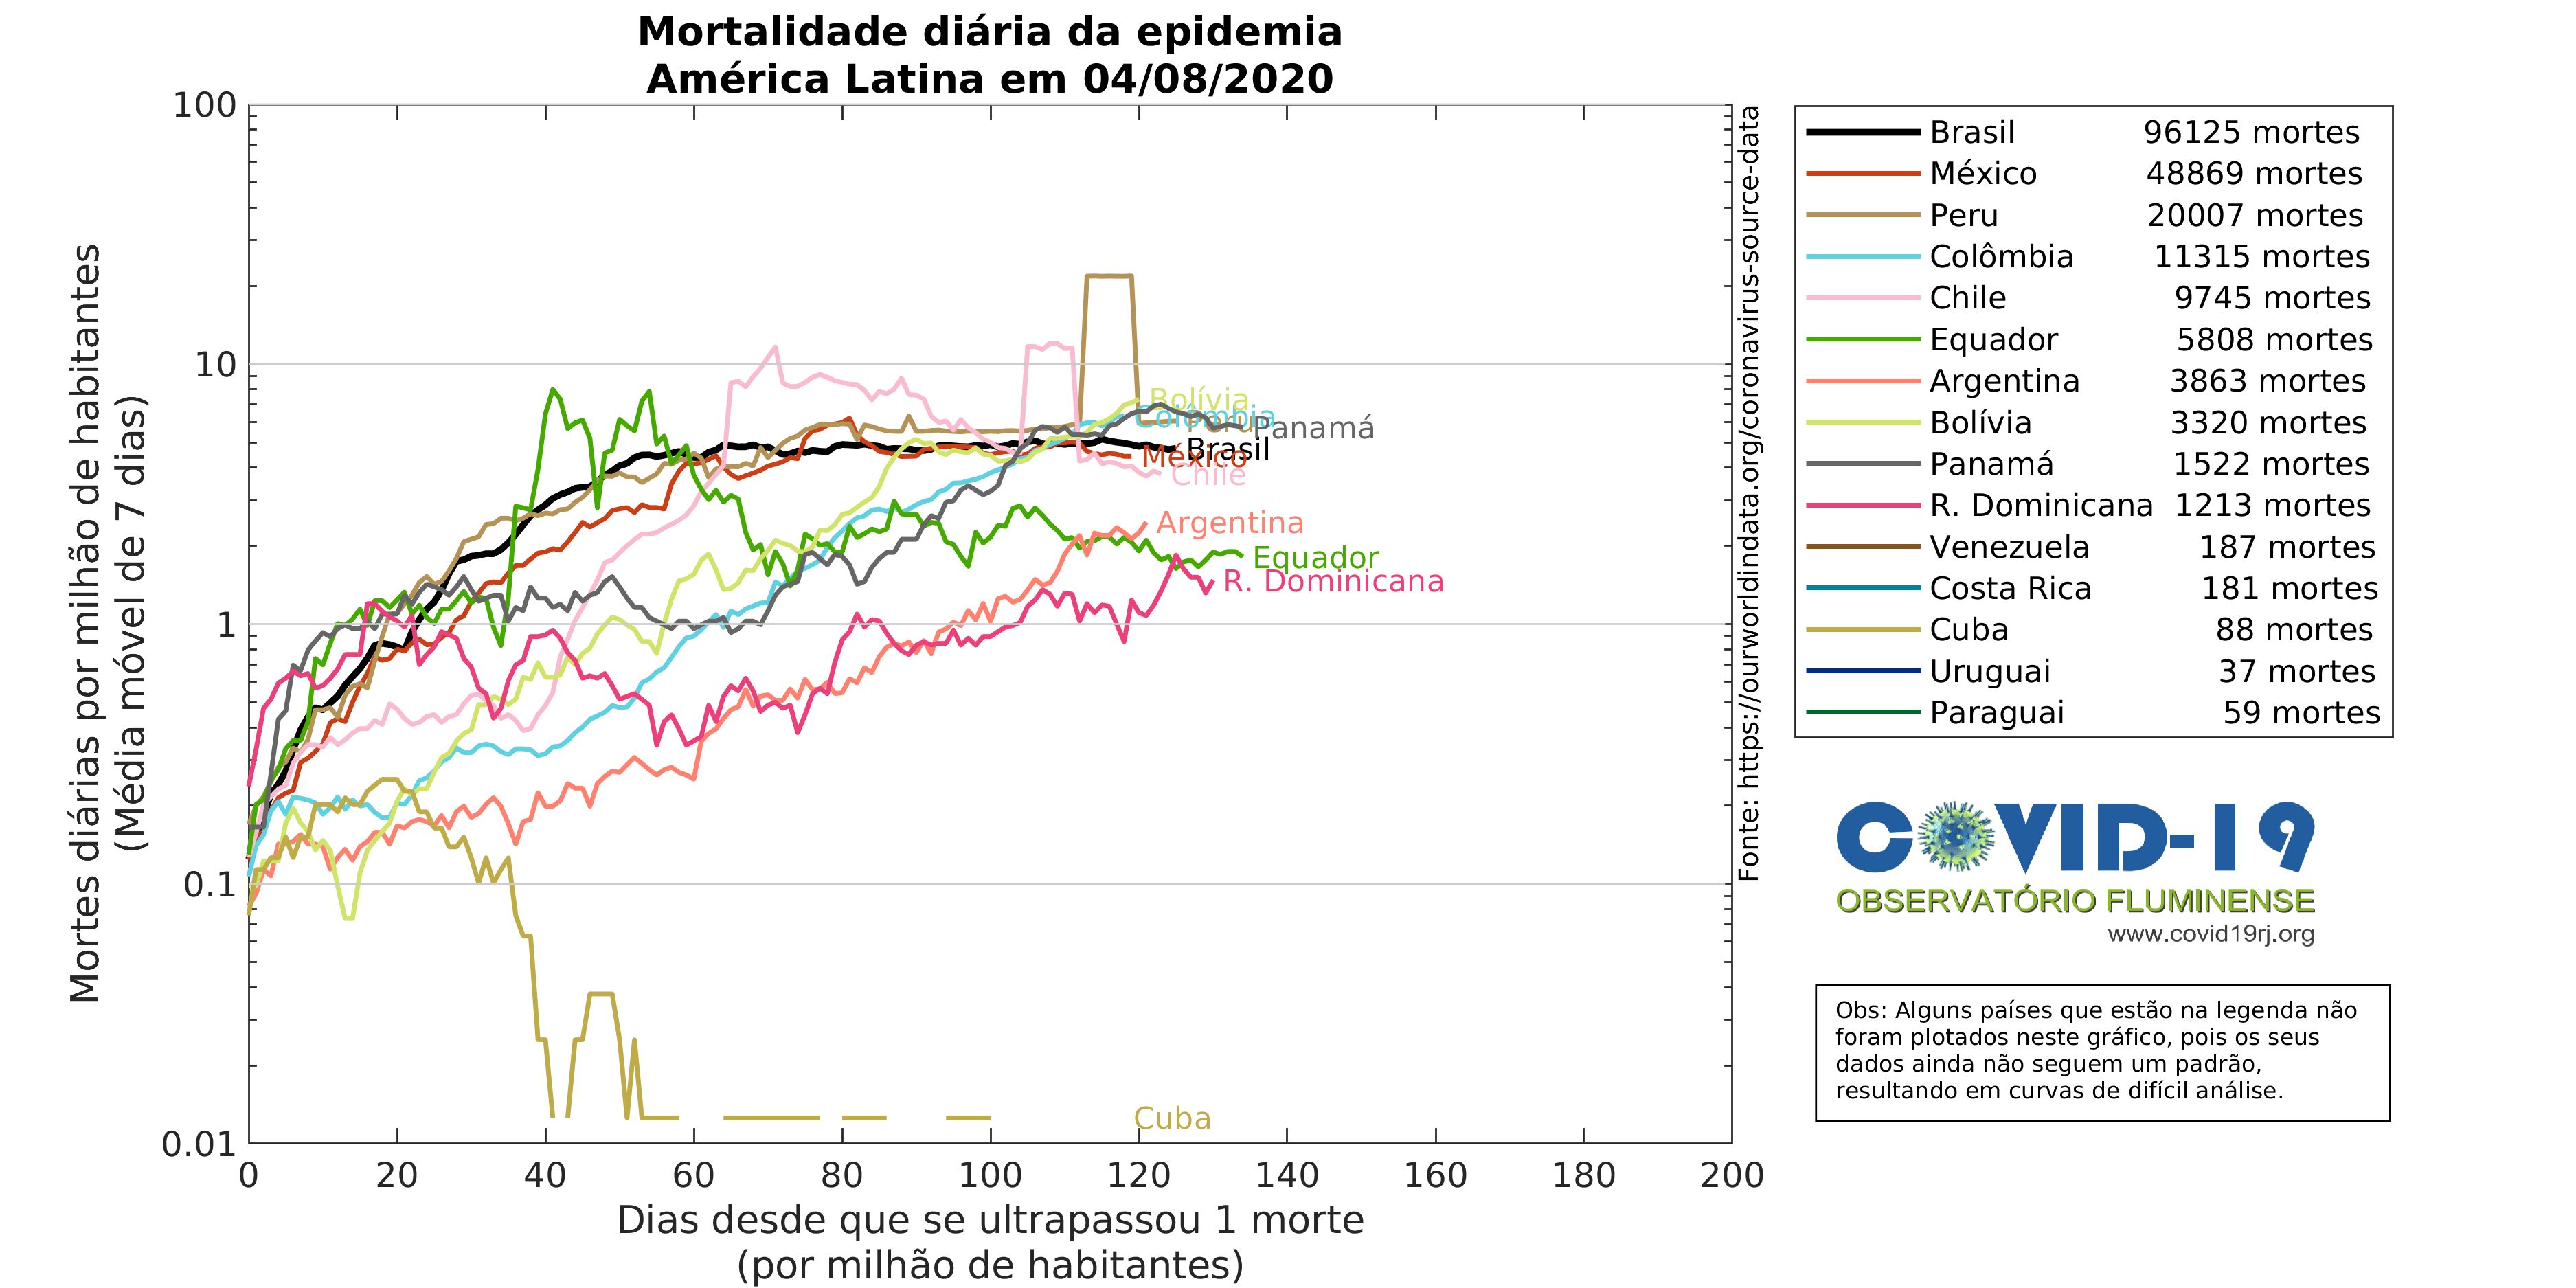 Mortalidade diária da epidemia
América Latina em 04/08/2020
Mortes diárias por milhão de habitantes
(Média móvel de 7 dias)
100
10
1
0.1
0.01
0 20 40 60 80 100 120 140 160 180 200
Dias desde que se ultrapassou 1 morte
(por milhão de habitantes)
Bolívia
Colômbia
Peru
Panamá
Brasil
México
Chile
Argentina
Equador
R. Dominicana
Cuba
Fonte: https://ourworldindata.org/coronavirus-source-data
Brasil 96125 mortes
México 48869 mortes
Peru 20007 mortes
Colômbia 11315 mortes
Chile 9745 mortes
Equador 5808 mortes
Argentina 3863 mortes
Bolívia 3320 mortes
Panamá 1522 mortes
R. Dominicana 1213 mortes
Venezuela 187 mortes
Costa Rica 181 mortes
Cuba 88 mortes
Uruguai 37 mortes
Paraguai 59 mortes
COVID-19
OBSERVATÓRIO FLUMINENSE
www.covid19rj.org
Obs: Alguns países que estão na legenda não
foram plotados neste gráfico, pois os seus
dados ainda não seguem um padrão,
resultando em curvas de difícil análise.